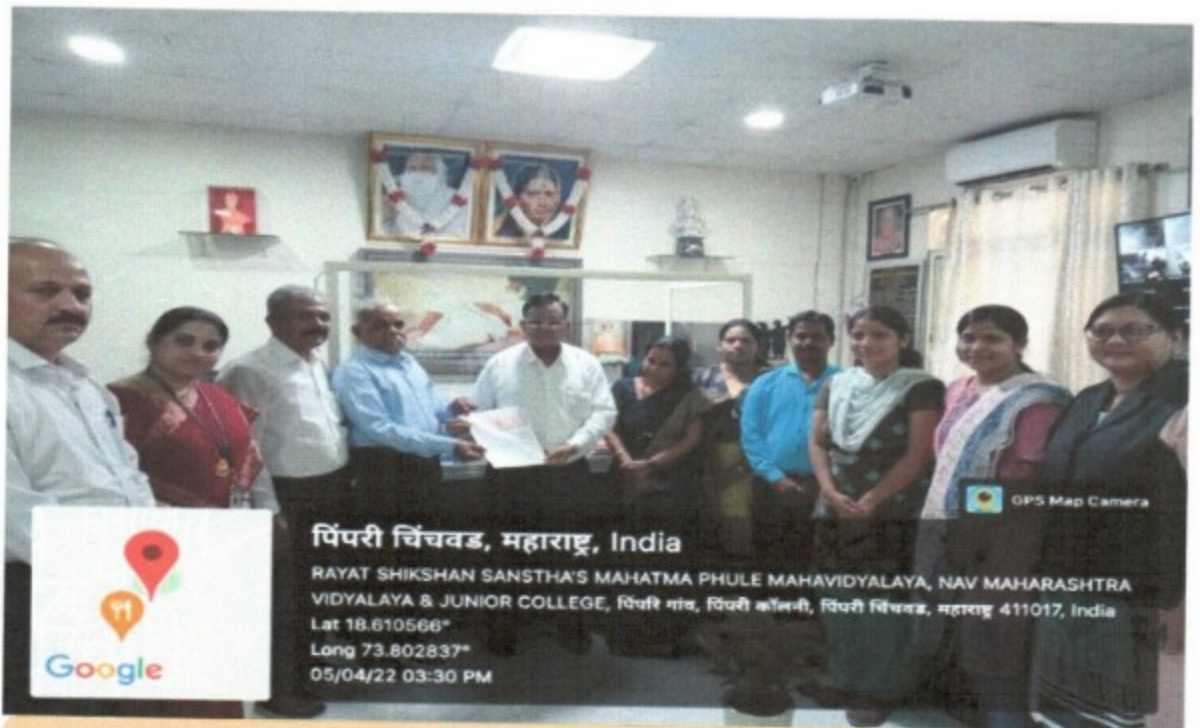 GPS Map Camera
पिंपरी चिंचवड, महाराष्ट्र, India
RAYAT SHIKSHAN SANSTHA'S MAHATMA PHULE MAHAVIDYALAYA, NAV MAHARASHTRA
VIDYALAYA & JUNIOR COLLEGE, पिंपरि गांव, पिंपरी कॉलनी, पिंपरी चिंचवड, महाराष्ट्र 411017, India
Lat 18.610566°
Long 73.802837°
05/04/22 03:30 PM
Google